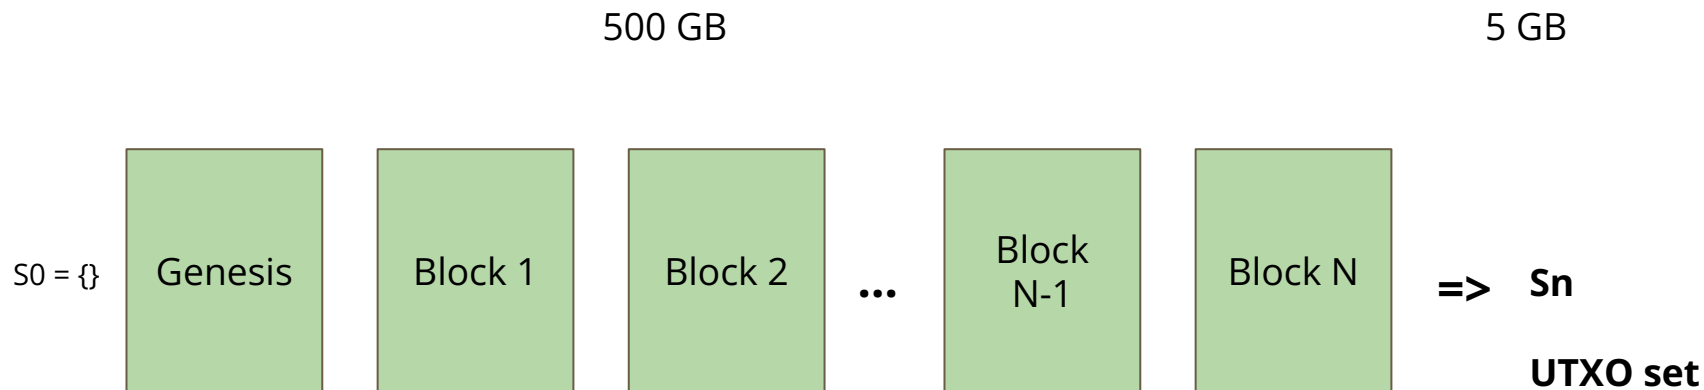 500 GB
5 GB
S0 = {}
Genesis
Block 1
Block 2
...
Block
N-1
Block N
=>
Sn
UTXO set